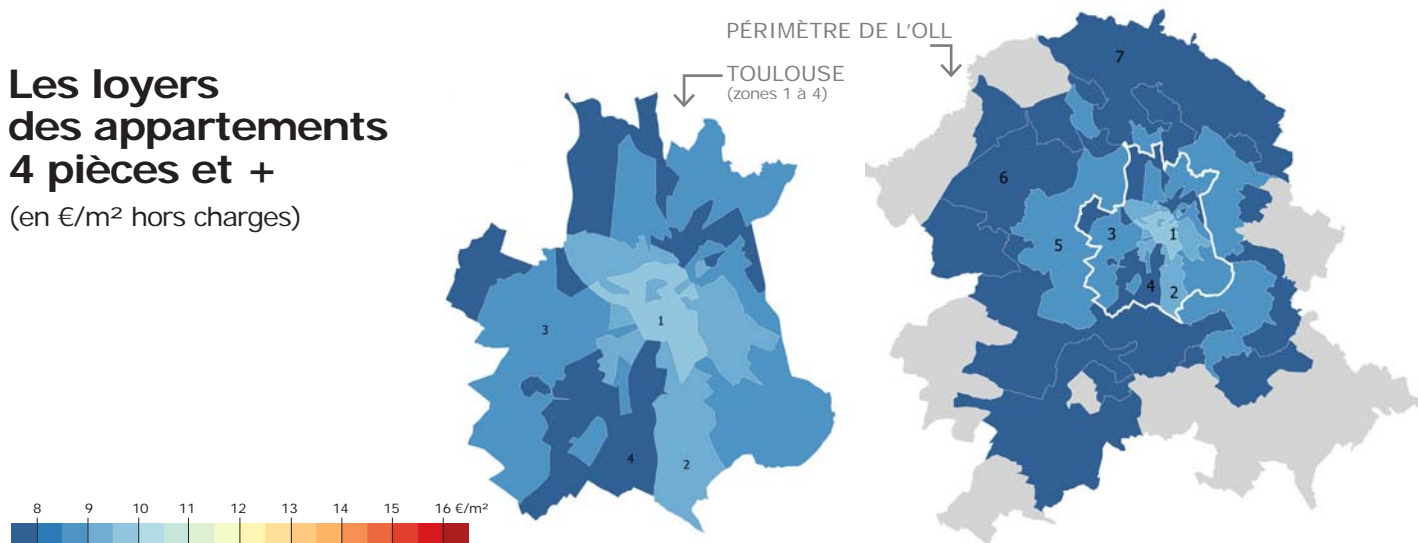 Les loyers
des appartements
4 pièces et +
(en €/m² hors charges)
PÉRIMÈTRE DE L'OLL
TOULOUSE
(zones 1 à 4)
3
1
4
2
7
6
5
3
1
4
2
8 9 10 11 12 13 14 15 16 €/m²